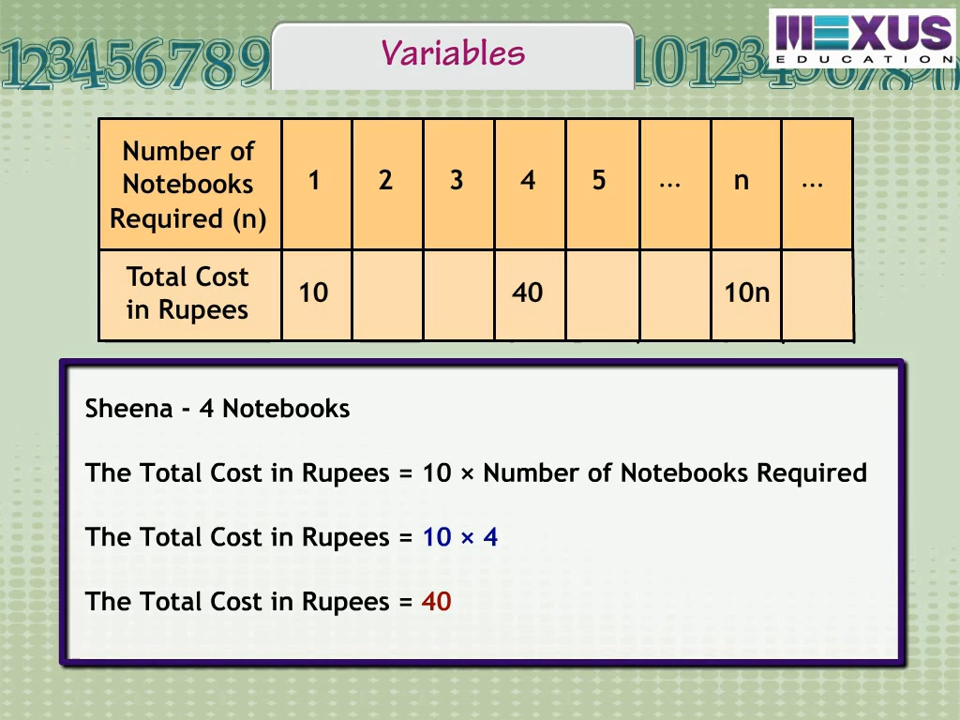 123456789
Variables
1012345678910
MEXUS
EDUCATION
Number of
Notebooks
Required (n)
1 2 3 4 5 ... n ...
Total Cost
in Rupees
10 40 10n
Sheena - 4 Notebooks
The Total Cost in Rupees = 10 × Number of Notebooks Required
The Total Cost in Rupees = 10 × 4
The Total Cost in Rupees = 40